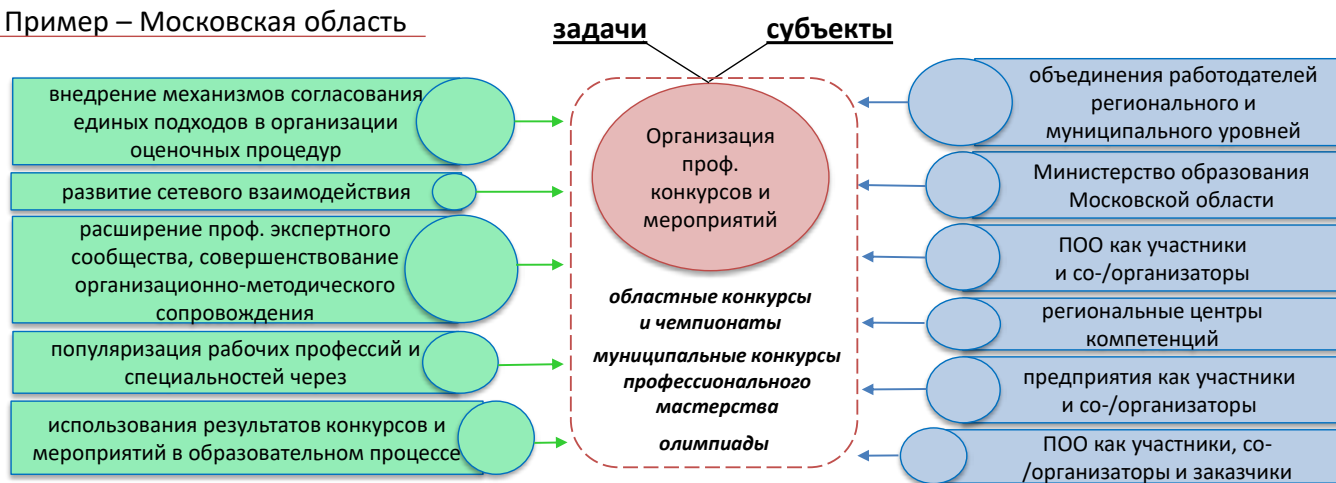 Пример – Московская область
задачи
субъекты
внедрение механизмов согласования
единых подходов в организации
оценочных процедур
развитие сетевого взаимодействия
расширение проф. экспертного
сообщества, совершенствование
организационно-методического
сопровождения
популяризация рабочих профессий и
специальностей через
использования результатов конкурсов и
мероприятий в образовательном процессе
Организация
проф.
конкурсов и
мероприятий
областные конкурсы
и чемпионаты
муниципальные конкурсы
профессионального
мастерства
олимпиады
объединения работодателей
регионального и
муниципального уровней
Министерство образования
Московской области
ПОО как участники
и со-/организаторы
региональные центры
компетенций
предприятия как участники
и со-/организаторы
ПОО как участники, со-
/организаторы и заказчики